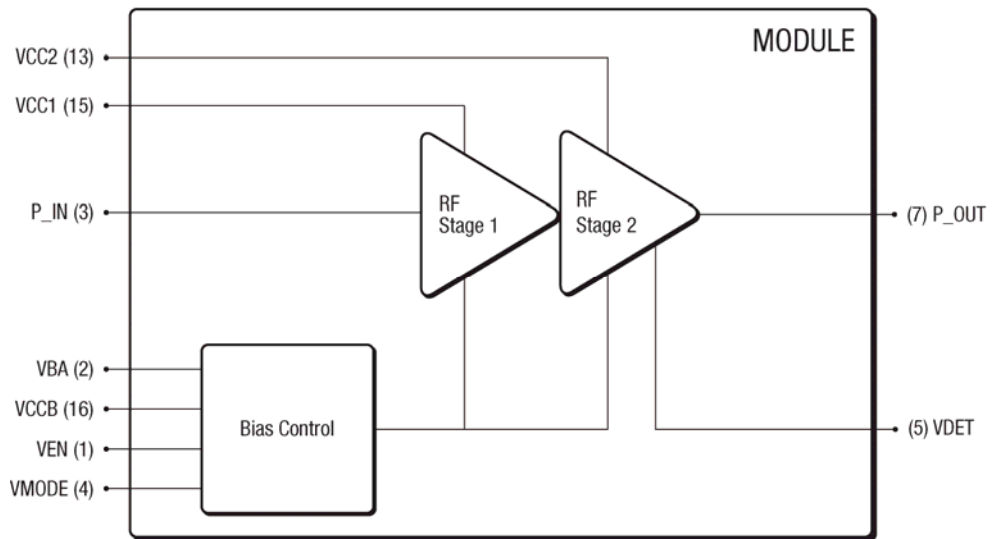 MODULE
VCC2 (13)
VCC1 (15)
P_IN (3)
RF
Stage 1
RF
Stage 2
(7) P_OUT
VBA (2)
VCCB (16)
VEN (1)
VMODE (4)
Bias Control
(5) VDET